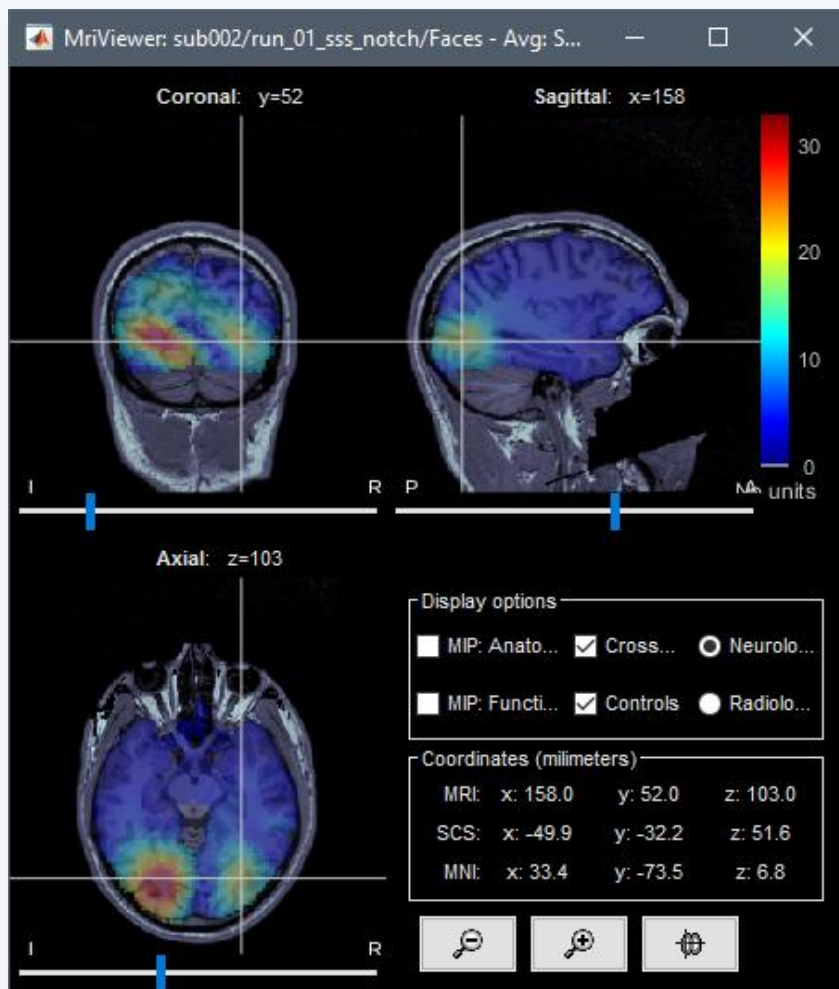 MriViewer: sub002/run_01_sss_notch/Faces - Avg: S...
Coronal: y=52
Sagittal: x=158
30
20
10
0
units
I R
P A
Axial: z=103
I R
Display options
MIP: Anato... Cross... Neurolo...
MIP: Functi... Controls Radiolo...
Coordinates (milimeters)
MRI: x: 158.0 y: 52.0 z: 103.0
SCS: x: -49.9 y: -32.2 z: 51.6
MNI: x: 33.4 y: -73.5 z: 6.8